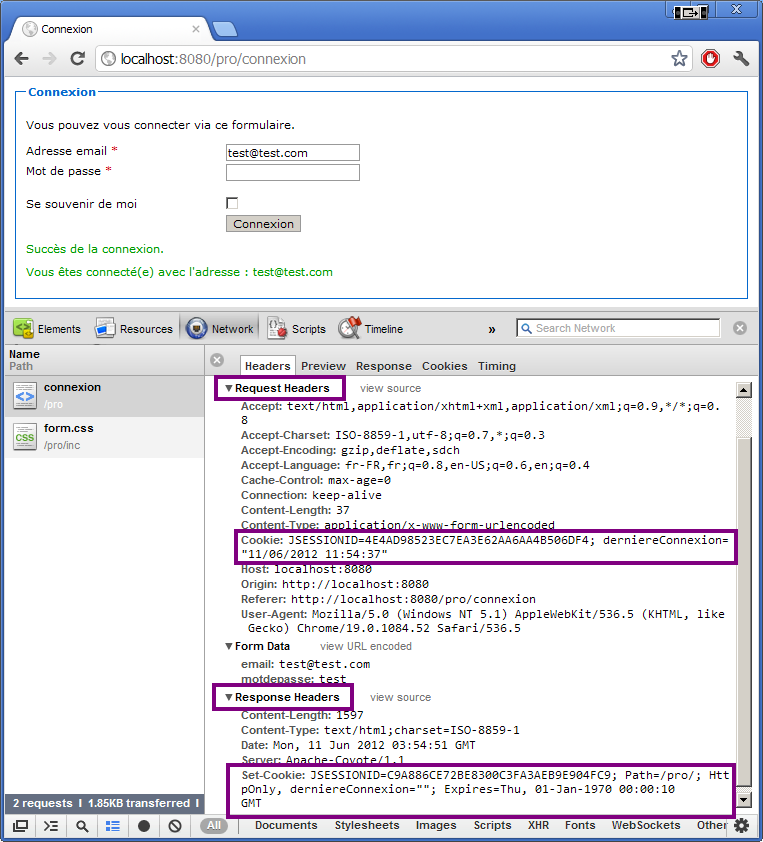 Connexion
localhost:8080/pro/connexion
Connexion
Vous pouvez vous connecter via ce formulaire.
Adresse email *
test@test.com
Mot de passe *
Se souvenir de moi
Connexion
Succès de la connexion.
Vous êtes connecté(e) avec l'adresse : test@test.com
Elements
Resources
Network
Scripts
Timeline
»
Search Network
Name
Path
Headers
Preview
Response
Cookies
Timing
connexion
/pro
form.css
/pro/inc
Request Headers
view source
Accept: text/html,application/xhtml+xml,application/xml;q=0.9,*/*;q=0.
8
Accept-Charset: ISO-8859-1,utf-8;q=0.7,*;q=0.3
Accept-Encoding: gzip,deflate,sdch
Accept-Language: fr-FR,fr;q=0.8,en-US;q=0.6,en;q=0.4
Cache-Control: max-age=0
Connection: keep-alive
Content-Length: 37
Content-Type: application/x-www-form-urlencoded
Cookie: JSESSIONID=4E4AD98523EC7EA3E62AA6AA4B506DF4; derniereConnexion=
"11/06/2012 11:54:37"
Host: localhost:8080
Origin: http://localhost:8080
Referer: http://localhost:8080/pro/connexion
User-Agent: Mozilla/5.0 (Windows NT 5.1) AppleWebKit/536.5 (KHTML, like
Gecko) Chrome/19.0.1084.52 Safari/536.5
Form Data
view URL encoded
email: test@test.com
motdepasse: test
Response Headers
view source
Content-Length: 1597
Content-Type: text/html;charset=ISO-8859-1
Date: Mon, 11 Jun 2012 03:54:51 GMT
Server: Apache-Coyote/1.1
Set-Cookie: JSESSIONID=C9A886CE72BE8300C3FA3AEB9E904FC9; Path=/pro/; Htt
pOnly, derniereConnexion=""; Expires=Thu, 01-Jan-1970 00:00:10
GMT
2 requests | 1.85KB transferred |
All
Documents
Stylesheets
Images
Scripts
XHR
Fonts
WebSockets
Other